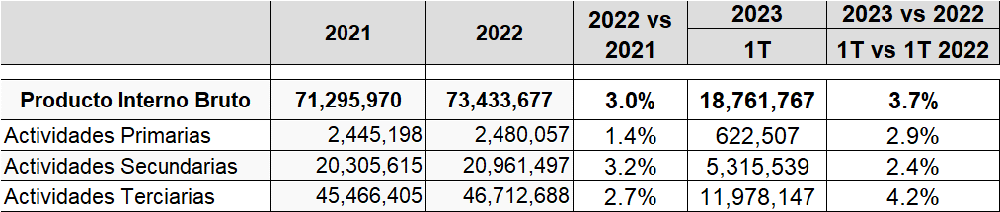 2021 2022 2022 vs 2021 2023 2023 vs 2022
1T 1T vs 1T 2022
Producto Interno Bruto 71,295,970 73,433,677 3.0% 18,761,767 3.7%
Actividades Primarias 2,445,198 2,480,057 1.4% 622,507 2.9%
Actividades Secundarias 20,305,615 20,961,497 3.2% 5,315,539 2.4%
Actividades Terciarias 45,466,405 46,712,688 2.7% 11,978,147 4.2%